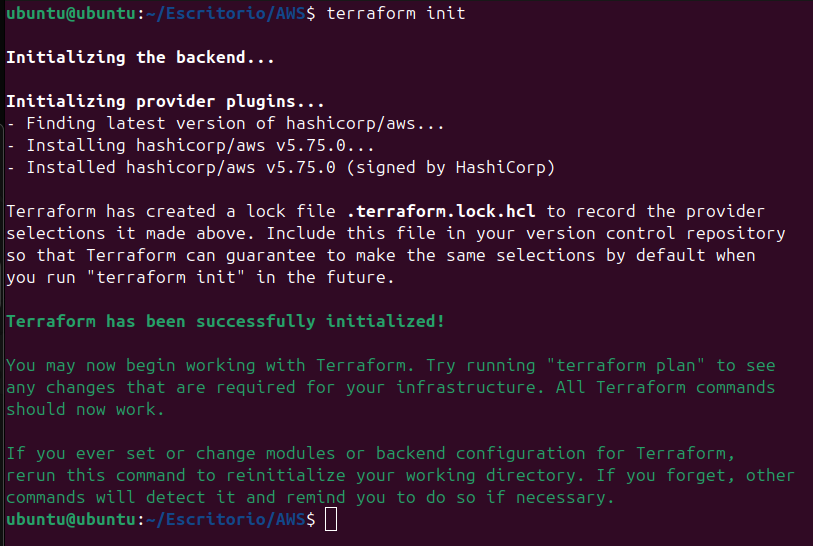 ubuntu@ubuntu:~/Escritorio/AWS$ terraform init
Initializing the backend...
Initializing provider plugins...
- Finding latest version of hashicorp/aws...
- Installing hashicorp/aws v5.75.0...
- Installed hashicorp/aws v5.75.0 (signed by HashiCorp)
Terraform has created a lock file .terraform.lock.hcl to record the provider
selections it made above. Include this file in your version control repository
so that Terraform can guarantee to make the same selections by default when
you run "terraform init" in the future.
Terraform has been successfully initialized!
You may now begin working with Terraform. Try running "terraform plan" to see
any changes that are required for your infrastructure. All Terraform commands
should now work.
If you ever set or change modules or backend configuration for Terraform,
rerun this command to reinitialize your working directory. If you forget, other
commands will detect it and remind you to do so if necessary.
ubuntu@ubuntu:~/Escritorio/AWS$